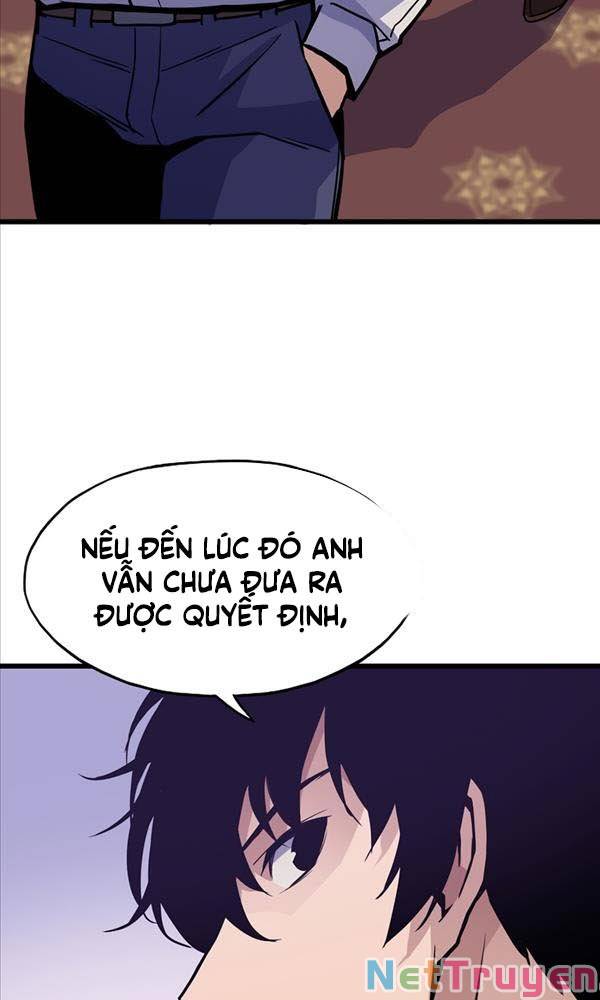 NẾU ĐẾN LÚC ĐÓ ANH
VẪN CHƯA ĐƯA RA
ĐƯỢC QUYẾT ĐỊNH,
NetTruyen